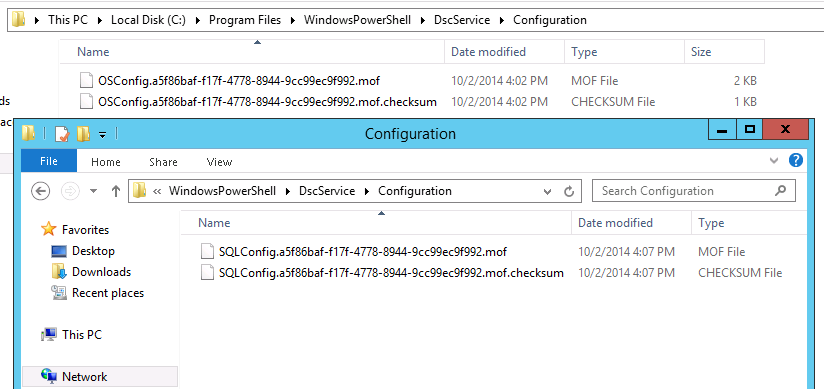 This PC Local Disk (C:) Program Files WindowsPowerShell DscService Configuration
Name Date modified Type Size
OSConfig.a5f86baf-f17f-4778-8944-9cc99ec9f992.mof 10/2/2014 4:02 PM MOF File 2 KB
OSConfig.a5f86baf-f17f-4778-8944-9cc99ec9f992.mof.checksum 10/2/2014 4:02 PM CHECKSUM File 1 KB
ds
ac
Configuration
File Home Share View
« WindowsPowerShell DscService Configuration Search Configuration
Name Date modified Type
Favorites
Desktop
Downloads
Recent places
This PC
Network
SQLConfig.a5f86baf-f17f-4778-8944-9cc99ec9f992.mof 10/2/2014 4:07 PM MOF File
SQLConfig.a5f86baf-f17f-4778-8944-9cc99ec9f992.mof.checksum 10/2/2014 4:07 PM CHECKSUM File